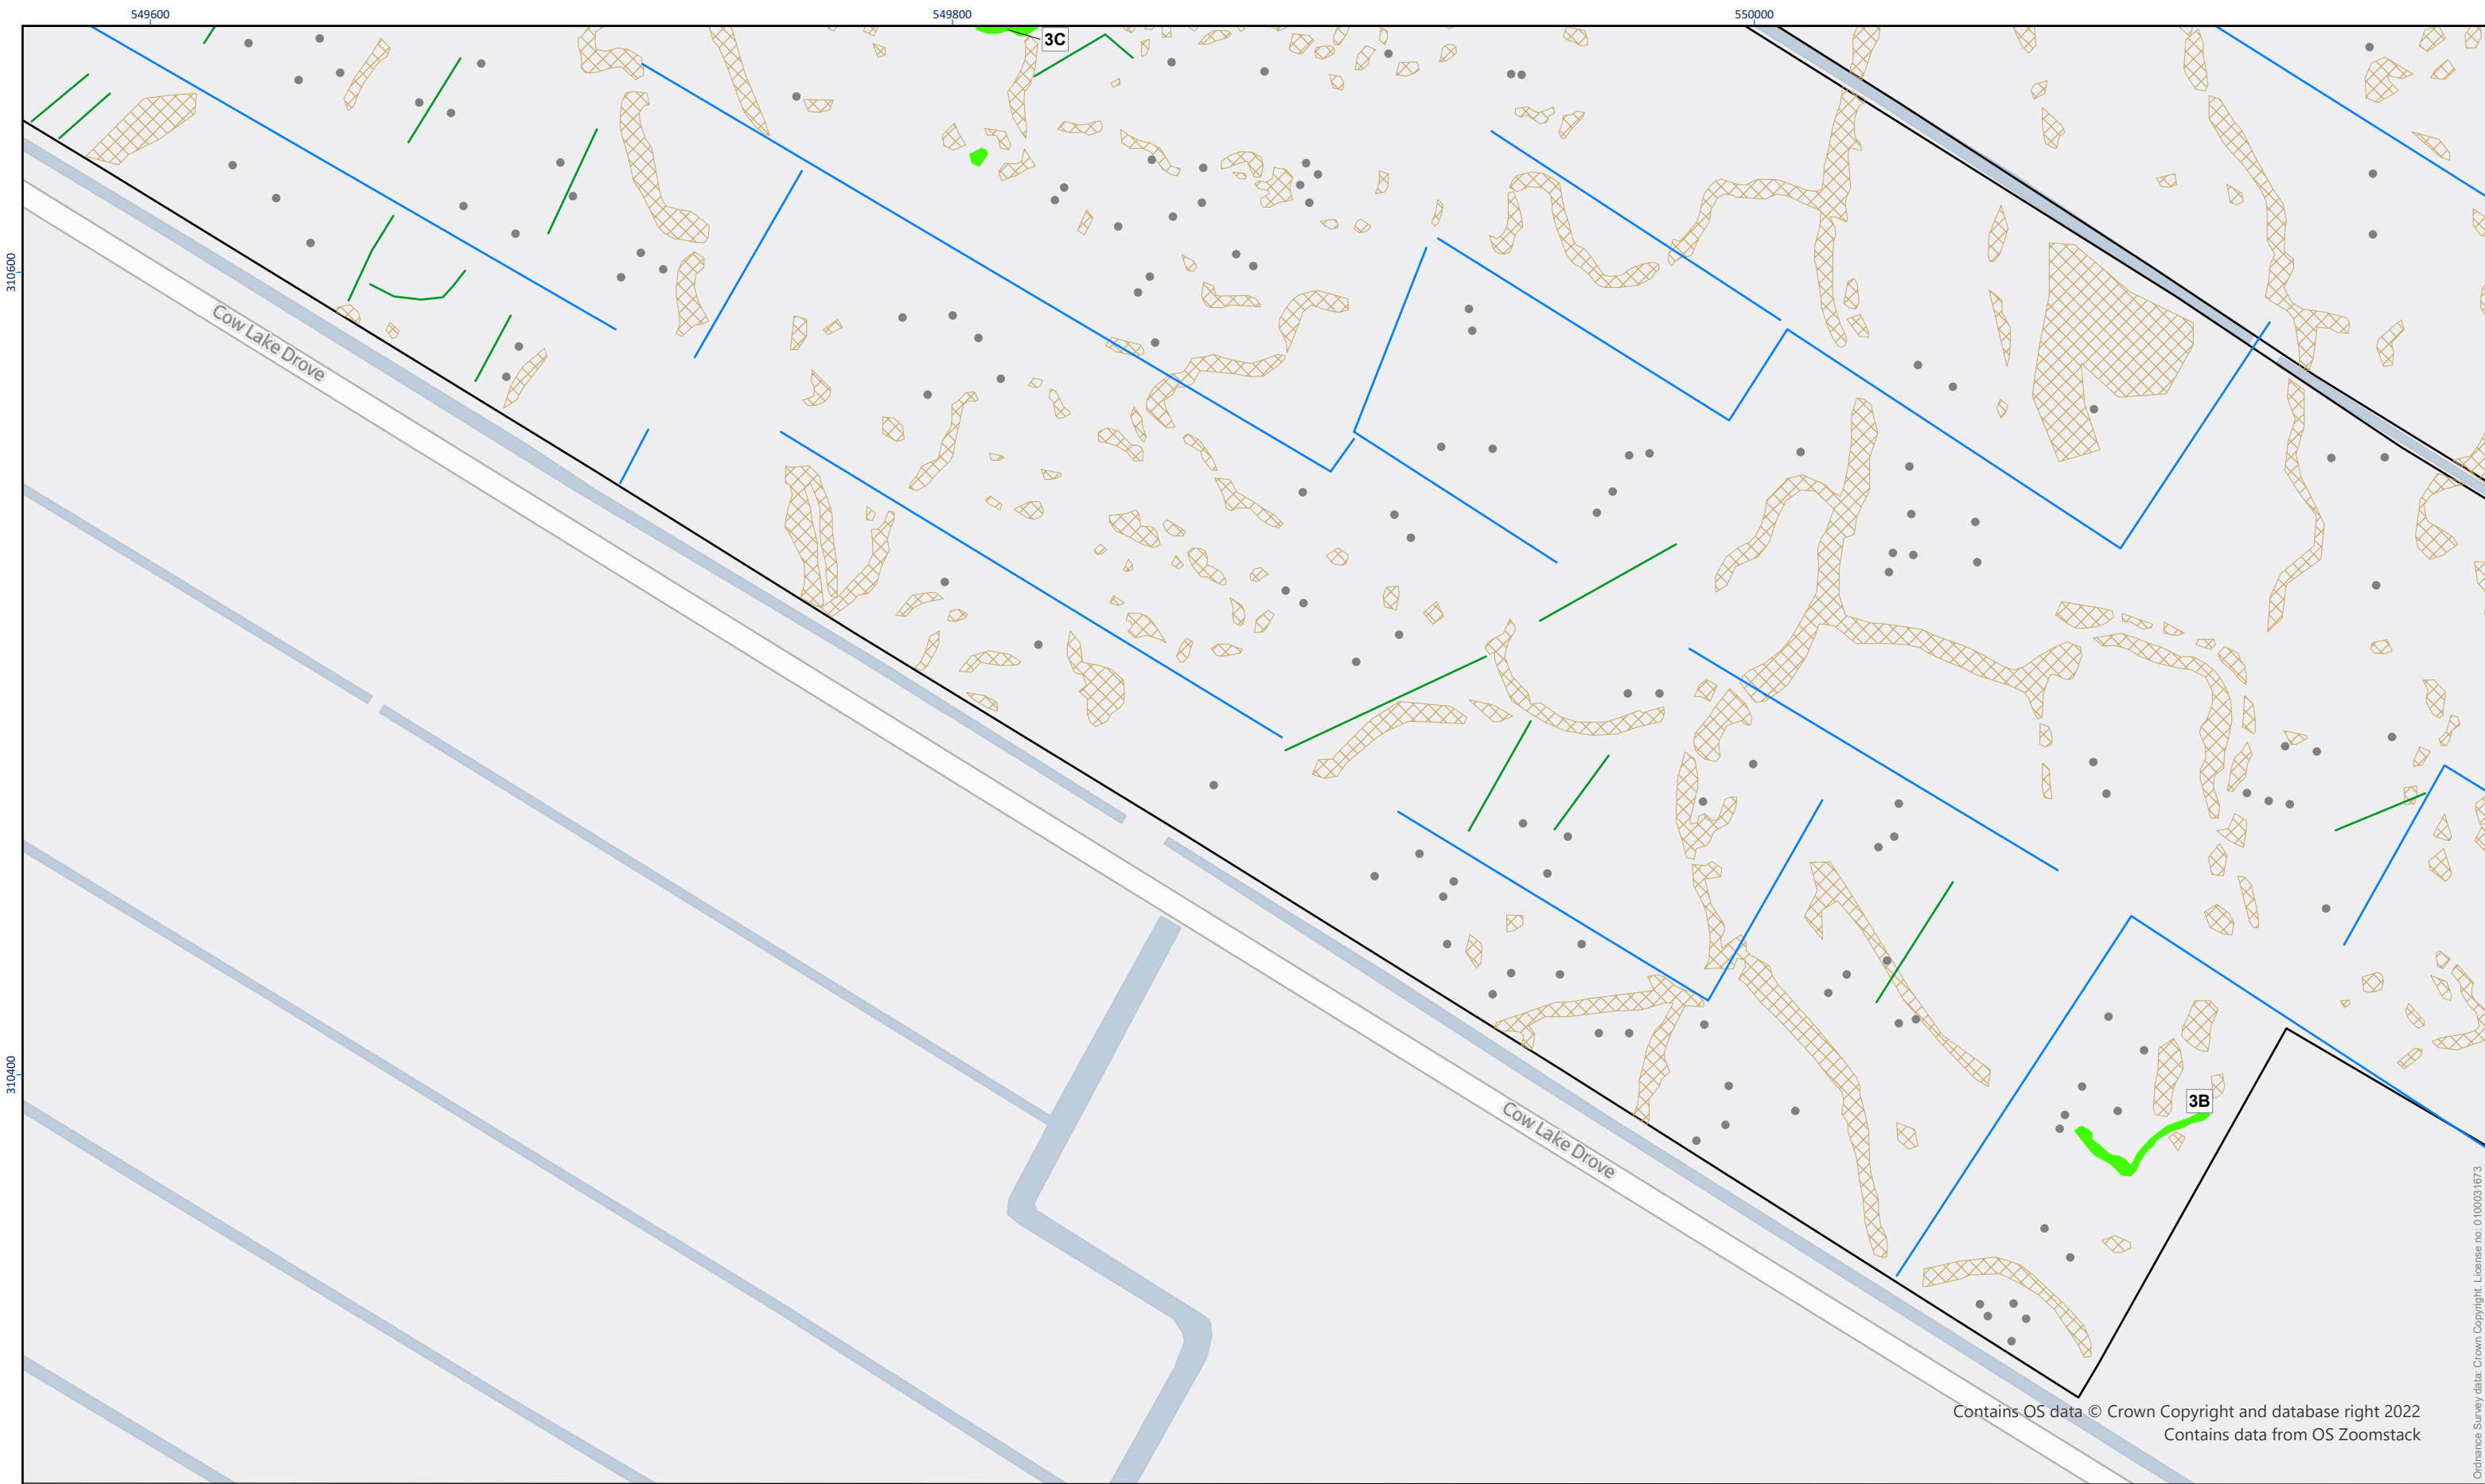 549600
549800
550000
3C
310600
Cow Lake Drove
310400
3B
Cow Lake Drove
Contains OS data © Crown Copyright and database right 2022
Contains data from OS Zoomstack
Ordnance Survey data: Crown Copyright. License no: 0100031673